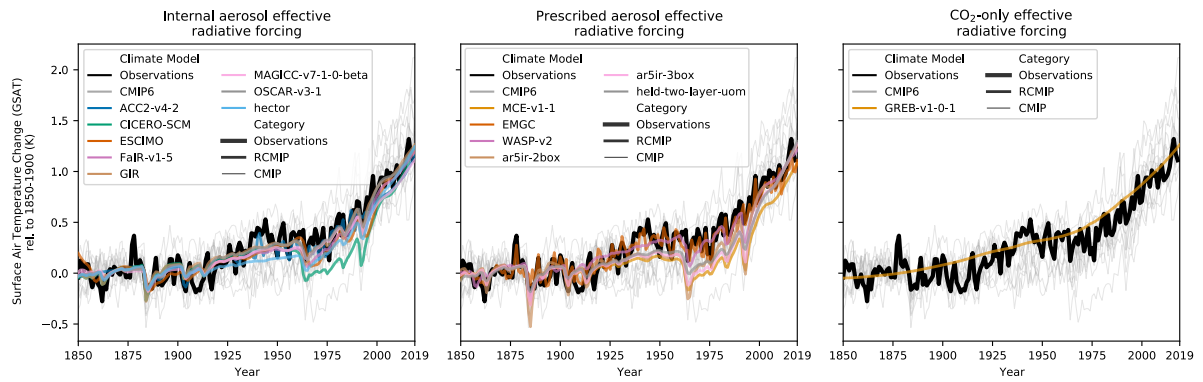 Internal aerosol effective
radiative forcing
Surface Air Temperature Change (GSAT)
rel. to 1850-1900 (K)
2.0
1.5
1.0
0.5
0.0
−0.5
Climate Model
Observations
CMIP6
ACC2-v4-2
CICERO-SCM
ESCIMO
FaIR-v1-5
GIR
MAGICC-v7-1-0-beta
OSCAR-v3-1
hector
Category
Observations
RCMIP
CMIP
1850 1875 1900 1925 1950 1975 2000 2019
Year
Prescribed aerosol effective
radiative forcing
Climate Model
Observations
CMIP6
MCE-v1-1
EMGC
WASP-v2
ar5ir-2box
ar5ir-3box
held-two-layer-uom
Category
Observations
RCMIP
CMIP
1850 1875 1900 1925 1950 1975 2000 2019
Year
CO₂-only effective
radiative forcing
Climate Model
Observations
CMIP6
GREB-v1-0-1
Category
Observations
RCMIP
CMIP
1850 1875 1900 1925 1950 1975 2000 2019
Year